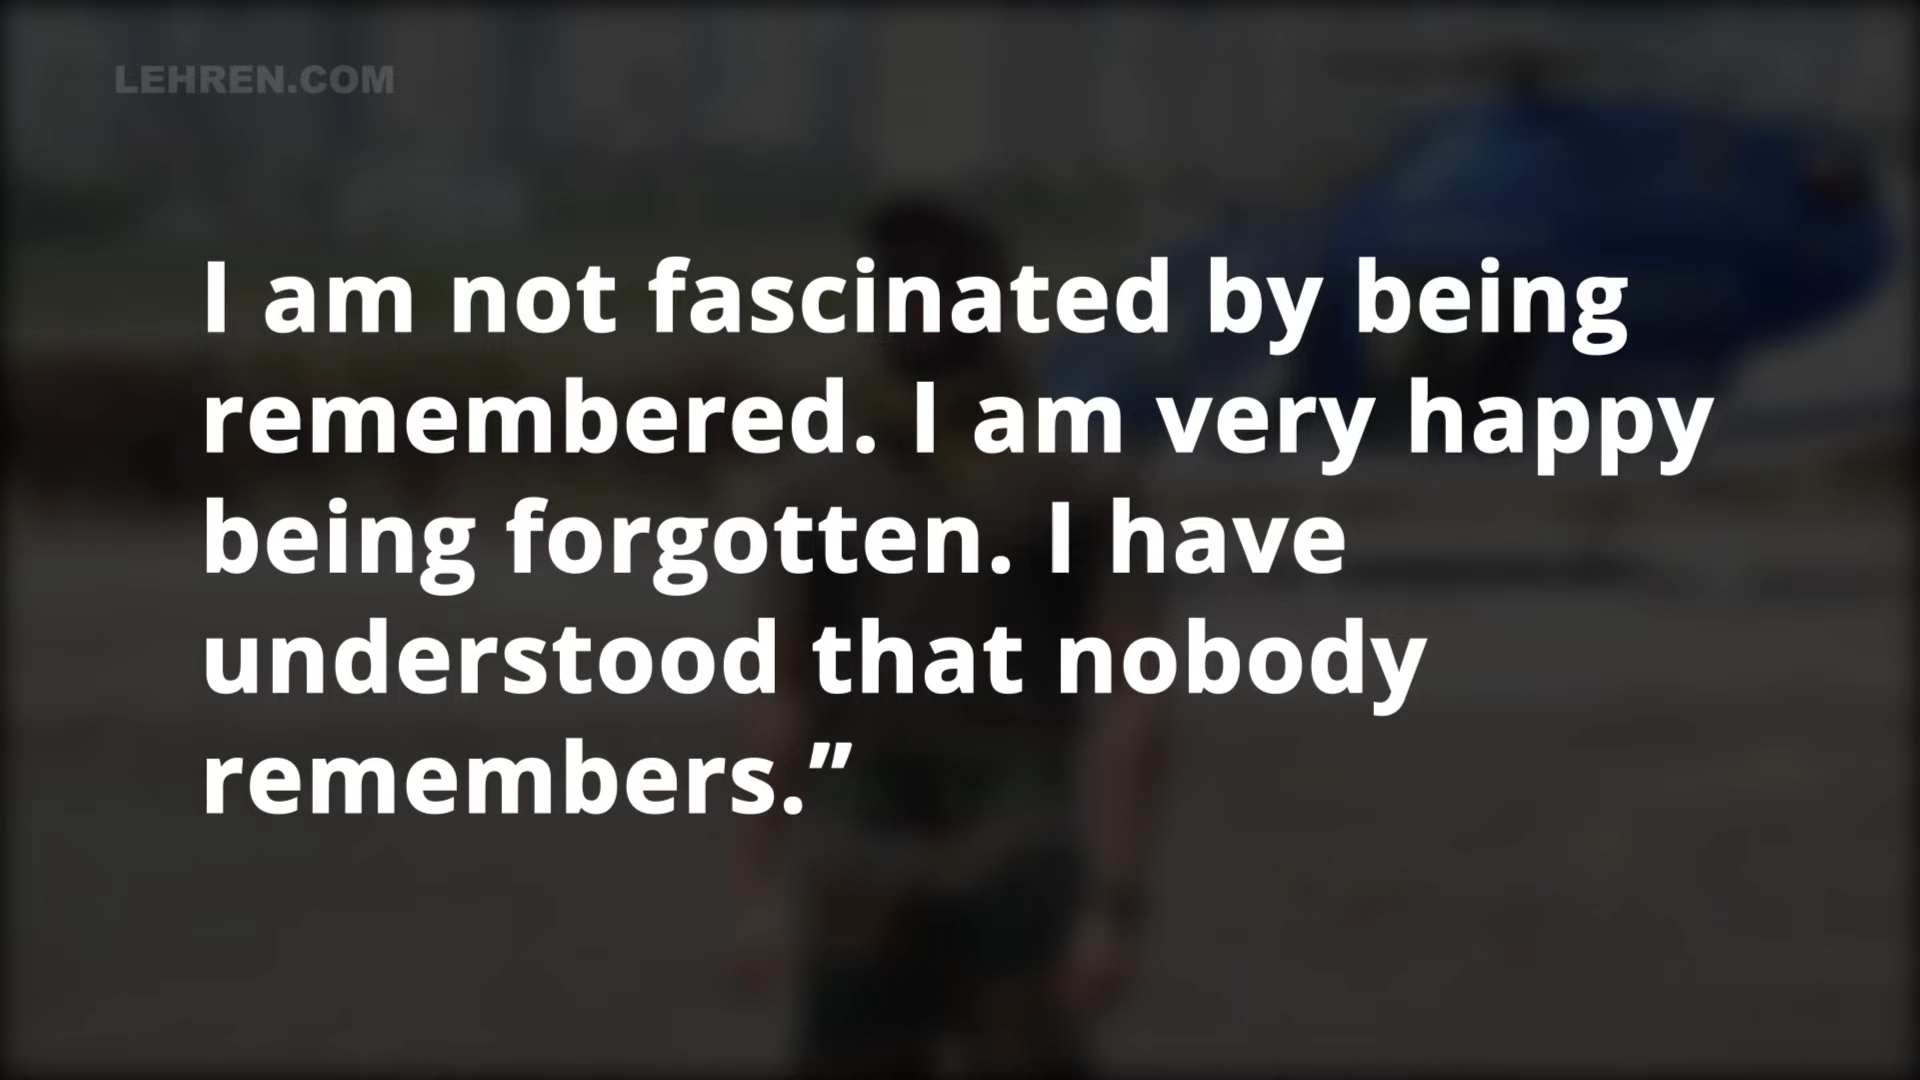 LEHREN.COM
I am not fascinated by being
remembered. I am very happy
being forgotten. I have
understood that nobody
remembers.”